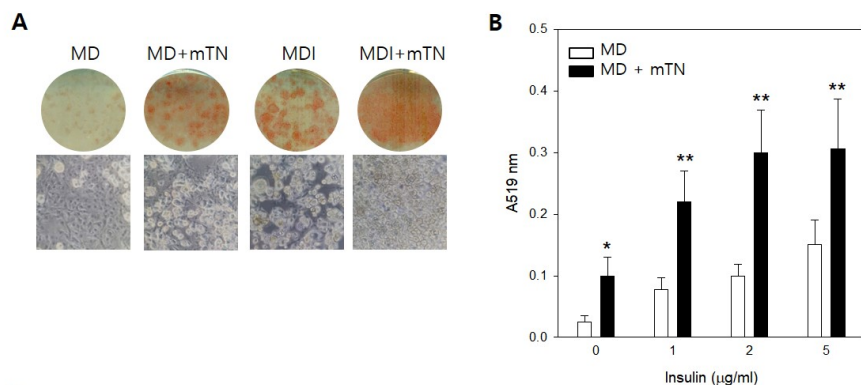 A
MD MD+mTN MDI MDI+mTN
B
MD
MD + mTN
0.5
0.4
0.3
0.2
0.1
0.0
A519 nm
* ** ** **
0 1 2 5
Insulin (μg/ml)